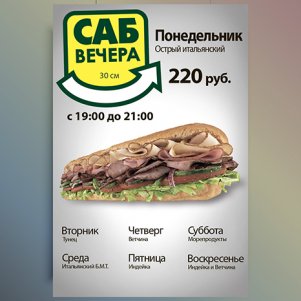 САБ
ВЕЧЕРА
30 см
Понедельник
Острый итальянский
220 руб.
с 19:00 до 21:00
Вторник
Тунец
Четверг
Ветчина
Суббота
Морепродукты
Среда
Итальянский Б.М.Т.
Пятница
Индейка
Воскресенье
Индейка и Ветчина